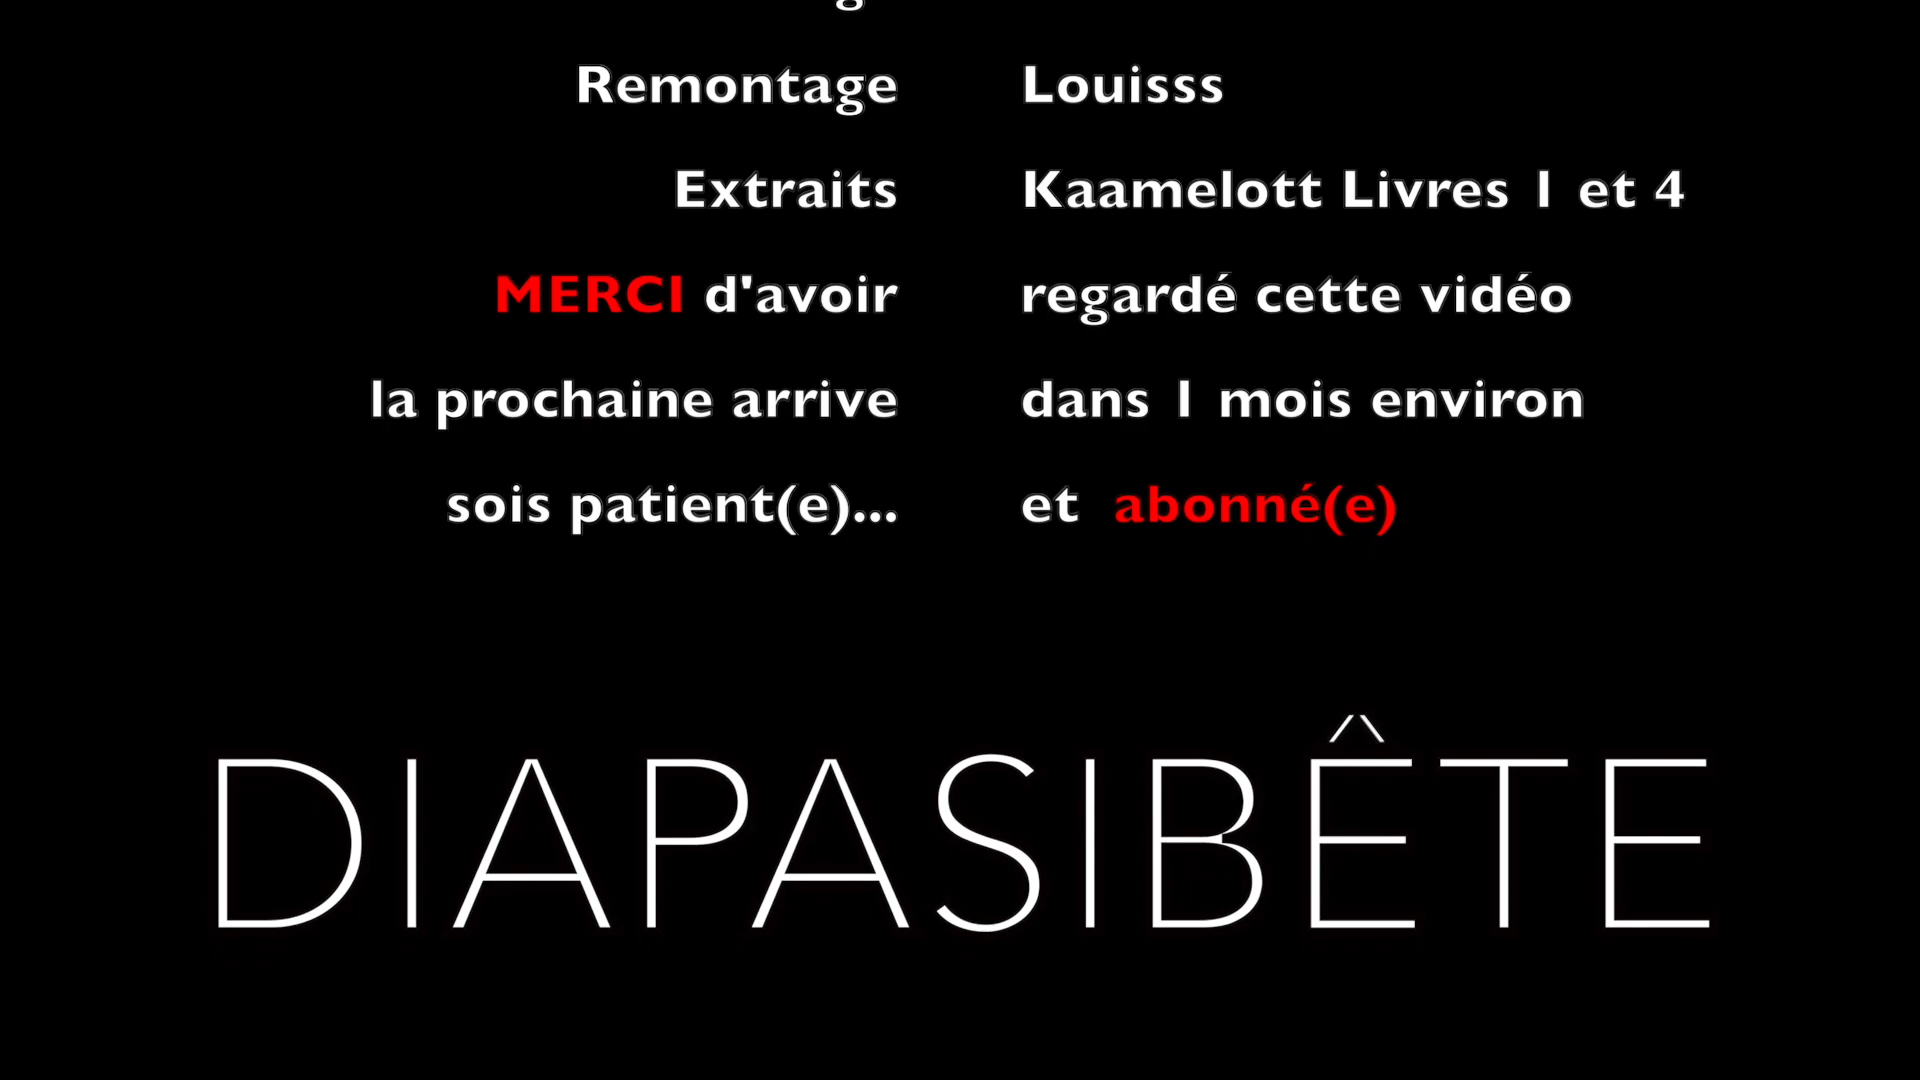 Remontage Louisss
Extraits Kaamelott Livres 1 et 4
MERCI d'avoir regardé cette vidéo
la prochaine arrive dans 1 mois environ
sois patient(e)... et abonné(e)
DIAPASIBÊTE